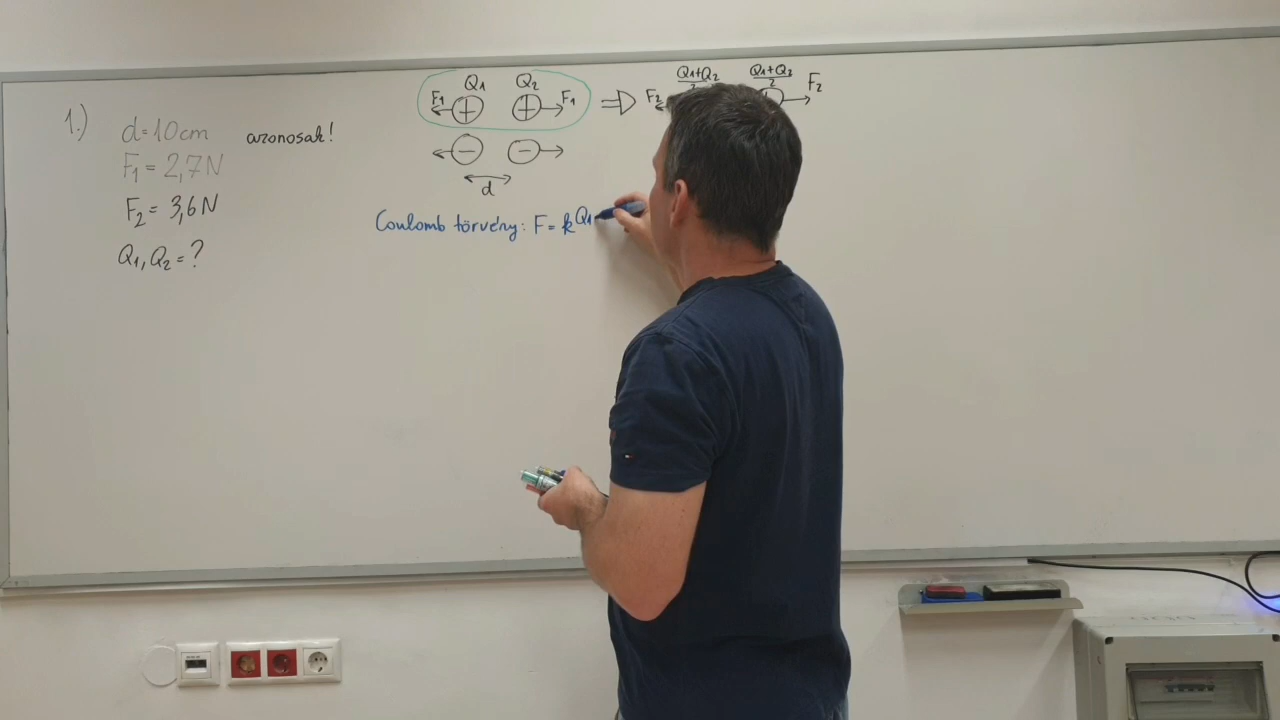 1.)
d=10cm azonosak!
F₁ = 2,7N
F₂ = 3,6N
Q₁, Q₂ = ?
Q₁ Q₂
F₁ + + F₁
− −
d
Q₁+Q₂ Q₁+Q₂
2 2
F₂ F₂
Coulomb törvény: F = k Q₁